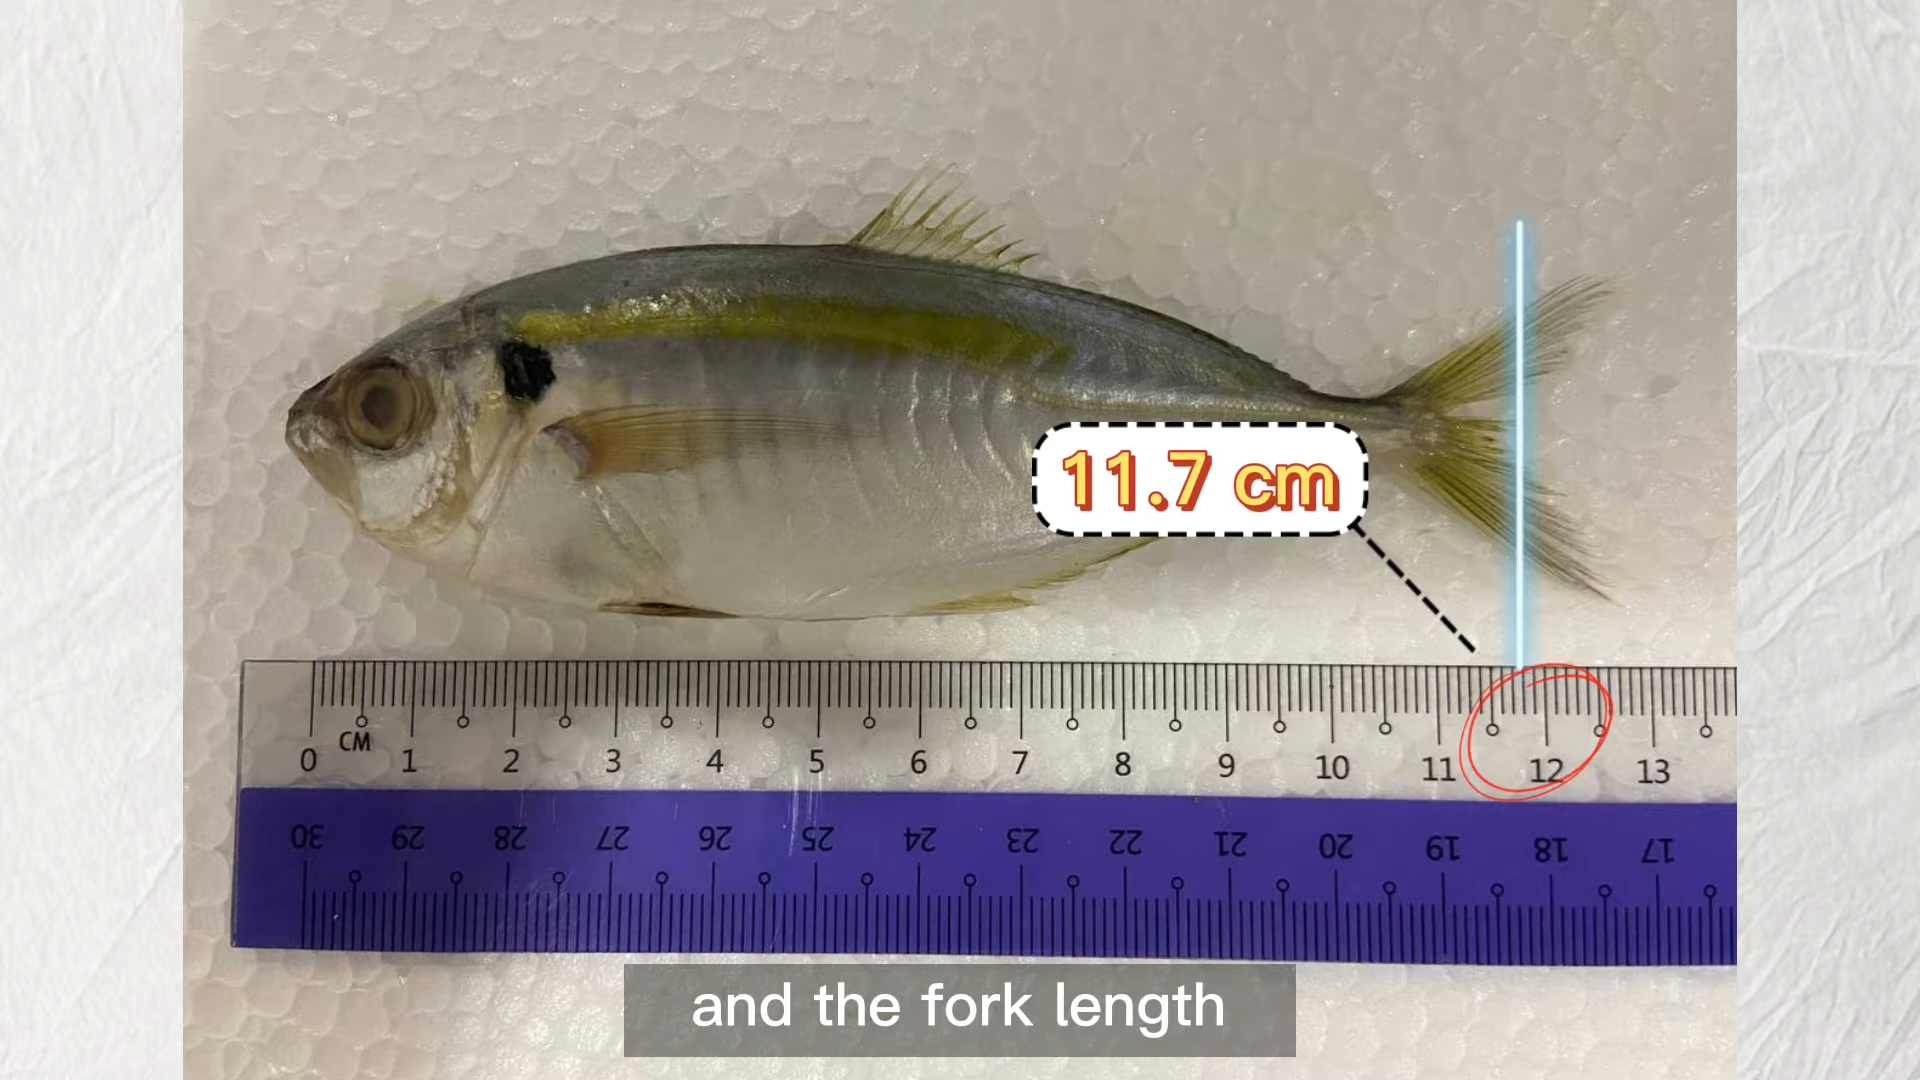 11.7 cm
0 1 2 3 4 5 6 7 8 9 10 11 12 13
CM
30 29 28 27 26 25 24 23 22 21 20 19 18 17
and the fork length